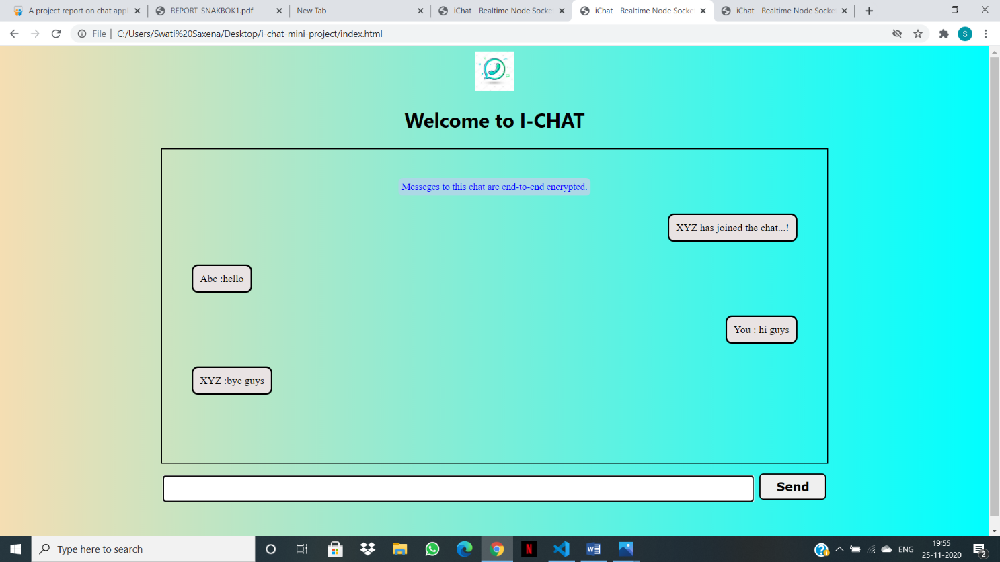 A project report on chat appl
REPORT-SNAKBOK1.pdf
New Tab
iChat - Realtime Node Socke
iChat - Realtime Node Socke
iChat - Realtime Node Socke
File | C:/Users/Swati%20Saxena/Desktop/i-chat-mini-project/index.html
S
Welcome to I-CHAT
Messeges to this chat are end-to-end encrypted.
XYZ has joined the chat...!
Abc :hello
You : hi guys
XYZ :bye guys
Send
Type here to search
N
W
ENG
19:55
25-11-2020
2